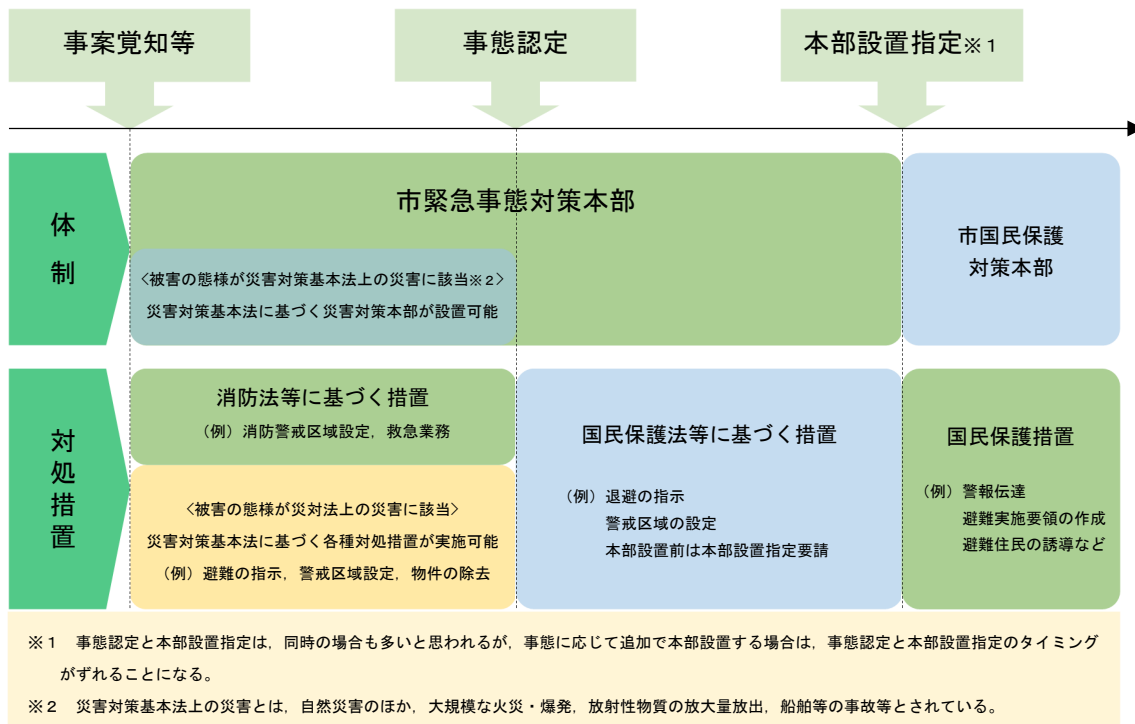 事案覚知等
事態認定
本部設置指定※１
体制
市緊急事態対策本部
市国民保護
対策本部
〈被害の態様が災害対策基本法上の災害に該当※２〉
災害対策基本法に基づく災害対策本部が設置可能
対処措置
消防法等に基づく措置
（例）消防警戒区域設定，救急業務
〈被害の態様が災対法上の災害に該当〉
災害対策基本法に基づく各種対処措置が実施可能
（例）避難の指示，警戒区域設定，物件の除去
国民保護法等に基づく措置
（例）退避の指示
警戒区域の設定
本部設置前は本部設置指定要請
国民保護措置
（例）警報伝達
避難実施要領の作成
避難住民の誘導など
※１　事態認定と本部設置指定は，同時の場合も多いと思われるが，事態に応じて追加で本部設置する場合は，事態認定と本部設置指定のタイミング
がずれることになる。
※２　災害対策基本法上の災害とは，自然災害のほか，大規模な火災・爆発，放射性物質の放大量放出，船舶等の事故等とされている。